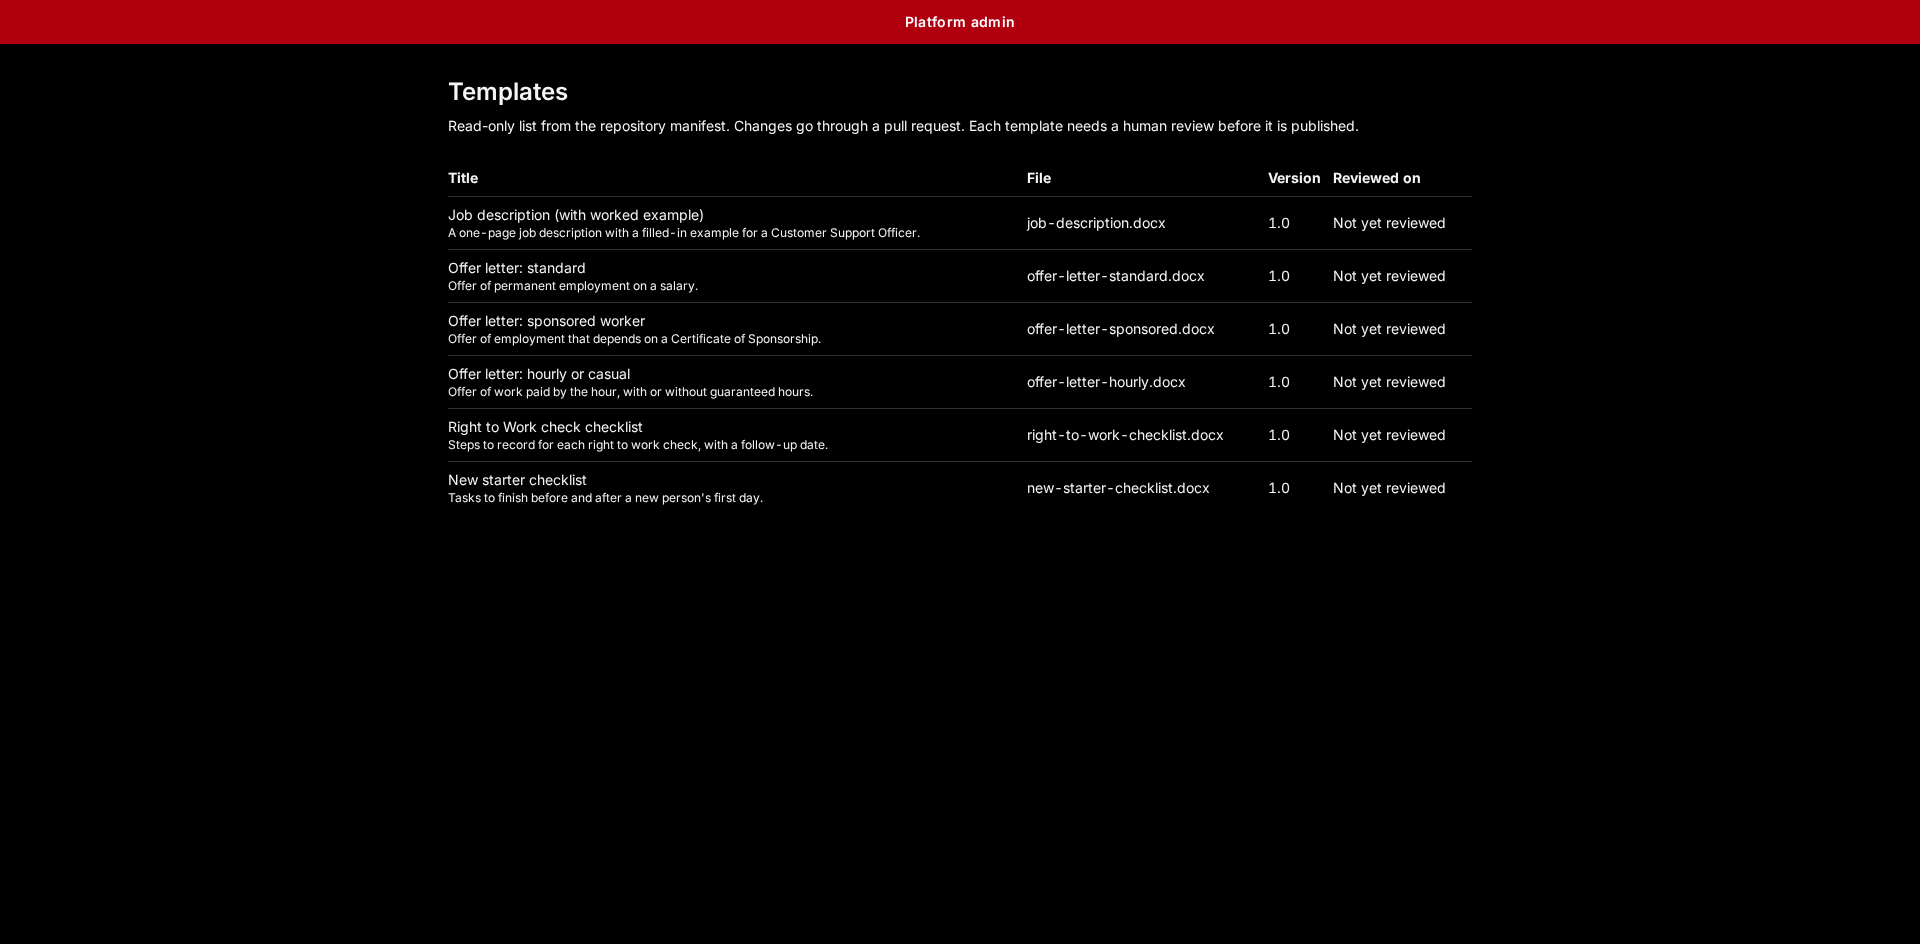 Platform admin
Templates
Read-only list from the repository manifest. Changes go through a pull request. Each template needs a human review before it is published.
Title File Version Reviewed on
Job description (with worked example)
A one-page job description with a filled-in example for a Customer Support Officer.
job-description.docx 1.0 Not yet reviewed
Offer letter: standard
Offer of permanent employment on a salary.
offer-letter-standard.docx 1.0 Not yet reviewed
Offer letter: sponsored worker
Offer of employment that depends on a Certificate of Sponsorship.
offer-letter-sponsored.docx 1.0 Not yet reviewed
Offer letter: hourly or casual
Offer of work paid by the hour, with or without guaranteed hours.
offer-letter-hourly.docx 1.0 Not yet reviewed
Right to Work check checklist
Steps to record for each right to work check, with a follow-up date.
right-to-work-checklist.docx 1.0 Not yet reviewed
New starter checklist
Tasks to finish before and after a new person's first day.
new-starter-checklist.docx 1.0 Not yet reviewed